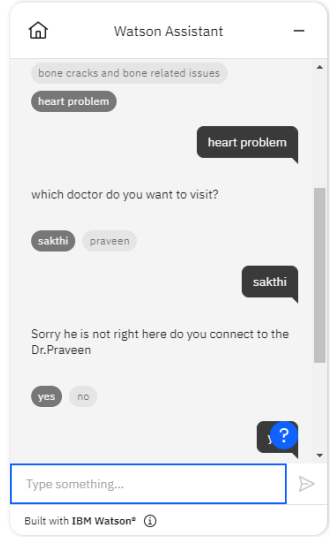 Watson Assistant
bone cracks and bone related issues
heart problem
heart problem
which doctor do you want to visit?
sakthi praveen
sakthi
Sorry he is not right here do you connect to the
Dr.Praveen
yes no
?
Type something...
Built with IBM Watson®